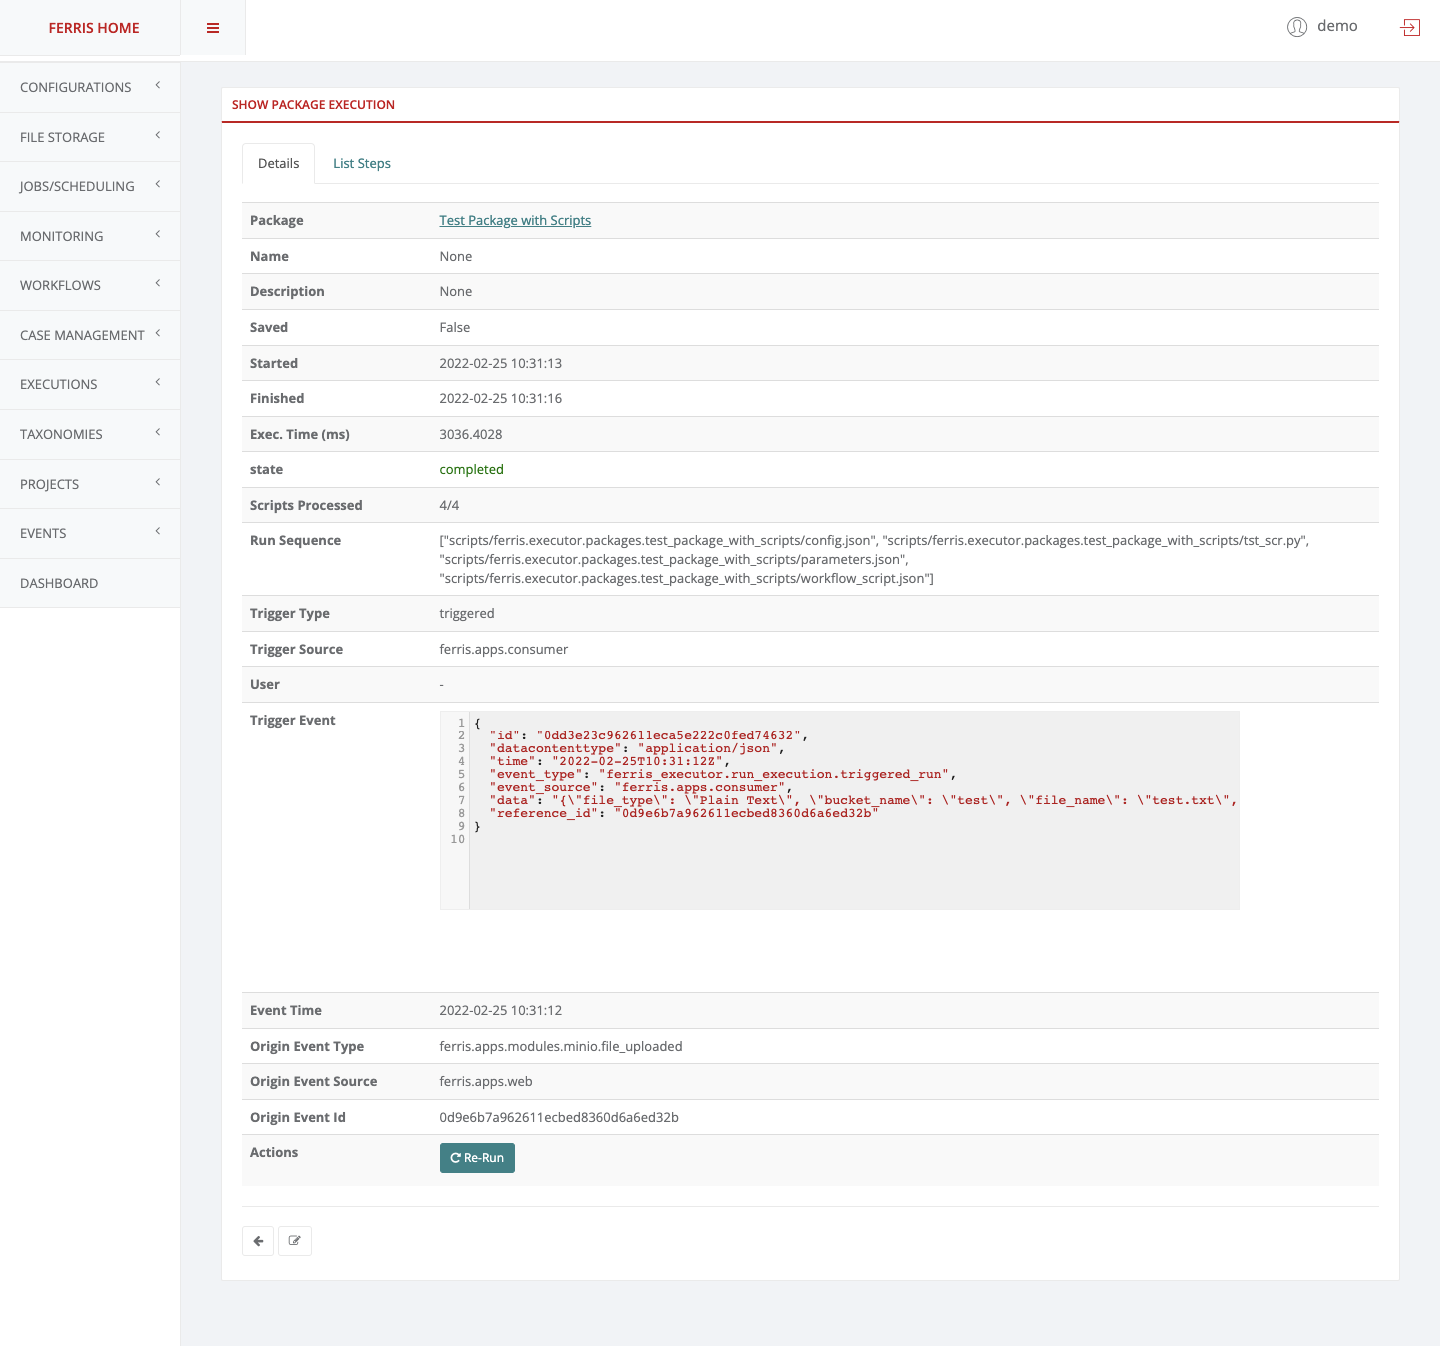 FERRIS HOME
demo
CONFIGURATIONS
FILE STORAGE
JOBS/SCHEDULING
MONITORING
WORKFLOWS
CASE MANAGEMENT
EXECUTIONS
TAXONOMIES
PROJECTS
EVENTS
DASHBOARD
SHOW PACKAGE EXECUTION
Details List Steps
Package Test Package with Scripts
Name None
Description None
Saved False
Started 2022-02-25 10:31:13
Finished 2022-02-25 10:31:16
Exec. Time (ms) 3036.4028
state completed
Scripts Processed 4/4
Run Sequence ["scripts/ferris.executor.packages.test_package_with_scripts/config.json", "scripts/ferris.executor.packages.test_package_with_scripts/tst_scr.py",
"scripts/ferris.executor.packages.test_package_with_scripts/parameters.json",
"scripts/ferris.executor.packages.test_package_with_scripts/workflow_script.json"]
Trigger Type triggered
Trigger Source ferris.apps.consumer
User -
Trigger Event
1 {
2 "id": "0dd3e23c962611eca5e222c0fed74632",
3 "datacontenttype": "application/json",
4 "time": "2022-02-25T10:31:12Z",
5 "event_type": "ferris_executor.run_execution.triggered_run",
6 "event_source": "ferris.apps.consumer",
7 "data": "{\"file_type\": \"Plain Text\", \"bucket_name\": \"test\", \"file_name\": \"test.txt\",
8 "reference_id": "0d9e6b7a962611ecbed8360d6a6ed32b"
9 }
10
Event Time 2022-02-25 10:31:12
Origin Event Type ferris.apps.modules.minio.file_uploaded
Origin Event Source ferris.apps.web
Origin Event Id 0d9e6b7a962611ecbed8360d6a6ed32b
Actions Re-Run